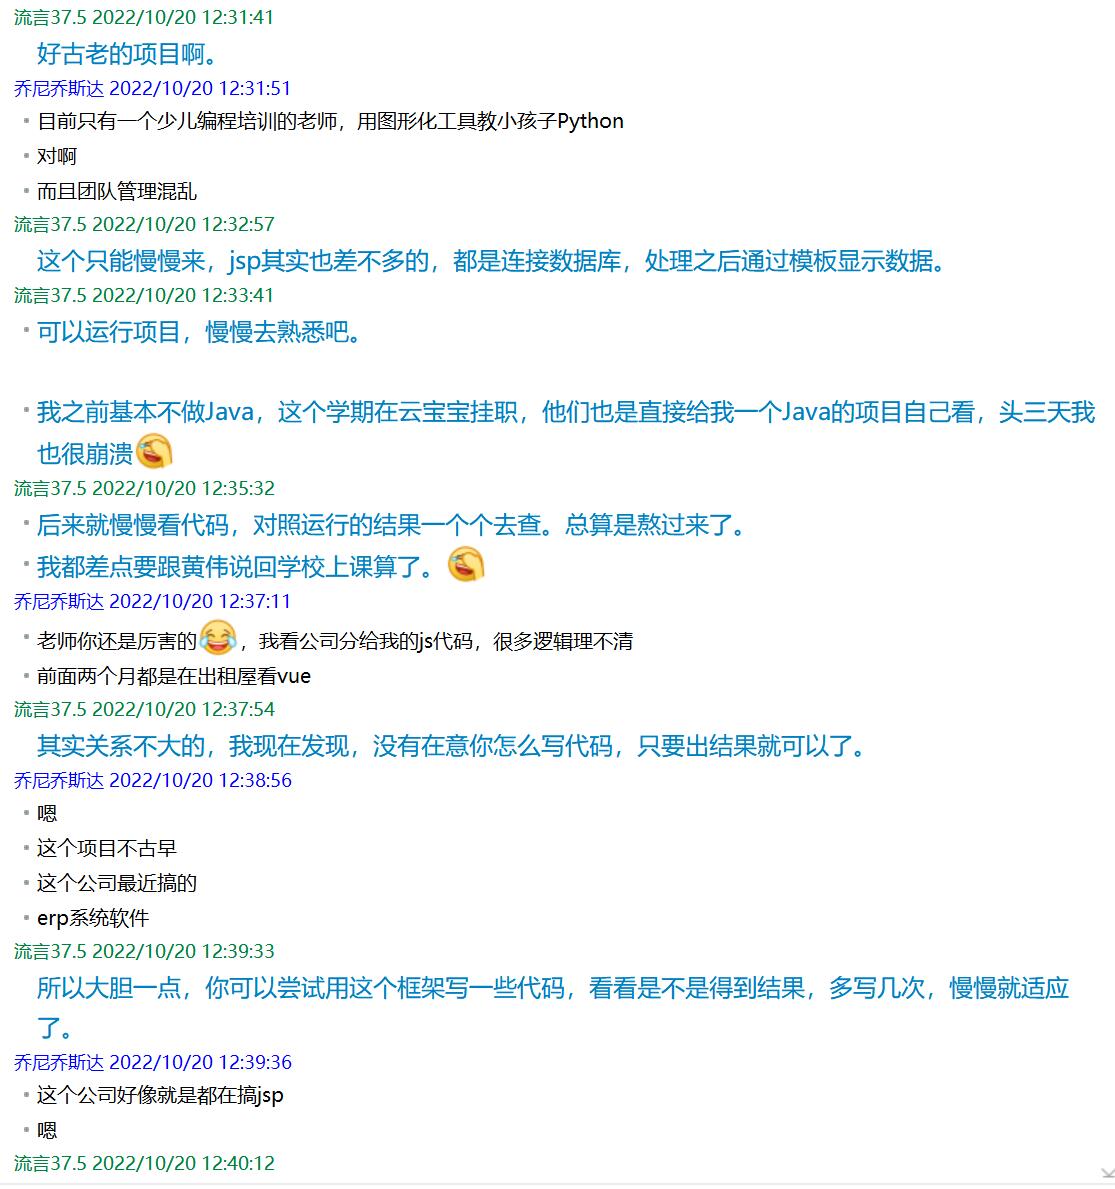 流言37.5 2022/10/20 12:31:41
好古老的项目啊。
乔尼乔斯达 2022/10/20 12:31:51
目前只有一个少儿编程培训的老师，用图形化工具教小孩子Python
对啊
而且团队管理混乱
流言37.5 2022/10/20 12:32:57
这个只能慢慢来，jsp其实也差不多的，都是连接数据库，处理之后通过模板显示数据。
流言37.5 2022/10/20 12:33:41
可以运行项目，慢慢去熟悉吧。
我之前基本不做Java，这个学期在云宝宝挂职，他们也是直接给我一个Java的项目自己看，头三天我
也很崩溃
流言37.5 2022/10/20 12:35:32
后来就慢慢看代码，对照运行的结果一个个去查。总算是熬过来了。
我都差点要跟黄伟说回学校上课算了。
乔尼乔斯达 2022/10/20 12:37:11
老师你还是厉害的😂，我看公司分给我的js代码，很多逻辑理不清
前面两个月都是在出租屋看vue
流言37.5 2022/10/20 12:37:54
其实关系不大的，我现在发现，没有在意你怎么写代码，只要出结果就可以了。
乔尼乔斯达 2022/10/20 12:38:56
嗯
这个项目不古早
这个公司最近搞的
erp系统软件
流言37.5 2022/10/20 12:39:33
所以大胆一点，你可以尝试用这个框架写一些代码，看看是不是得到结果，多写几次，慢慢就适应
了。
乔尼乔斯达 2022/10/20 12:39:36
这个公司好像就是都在搞jsp
嗯
流言37.5 2022/10/20 12:40:12